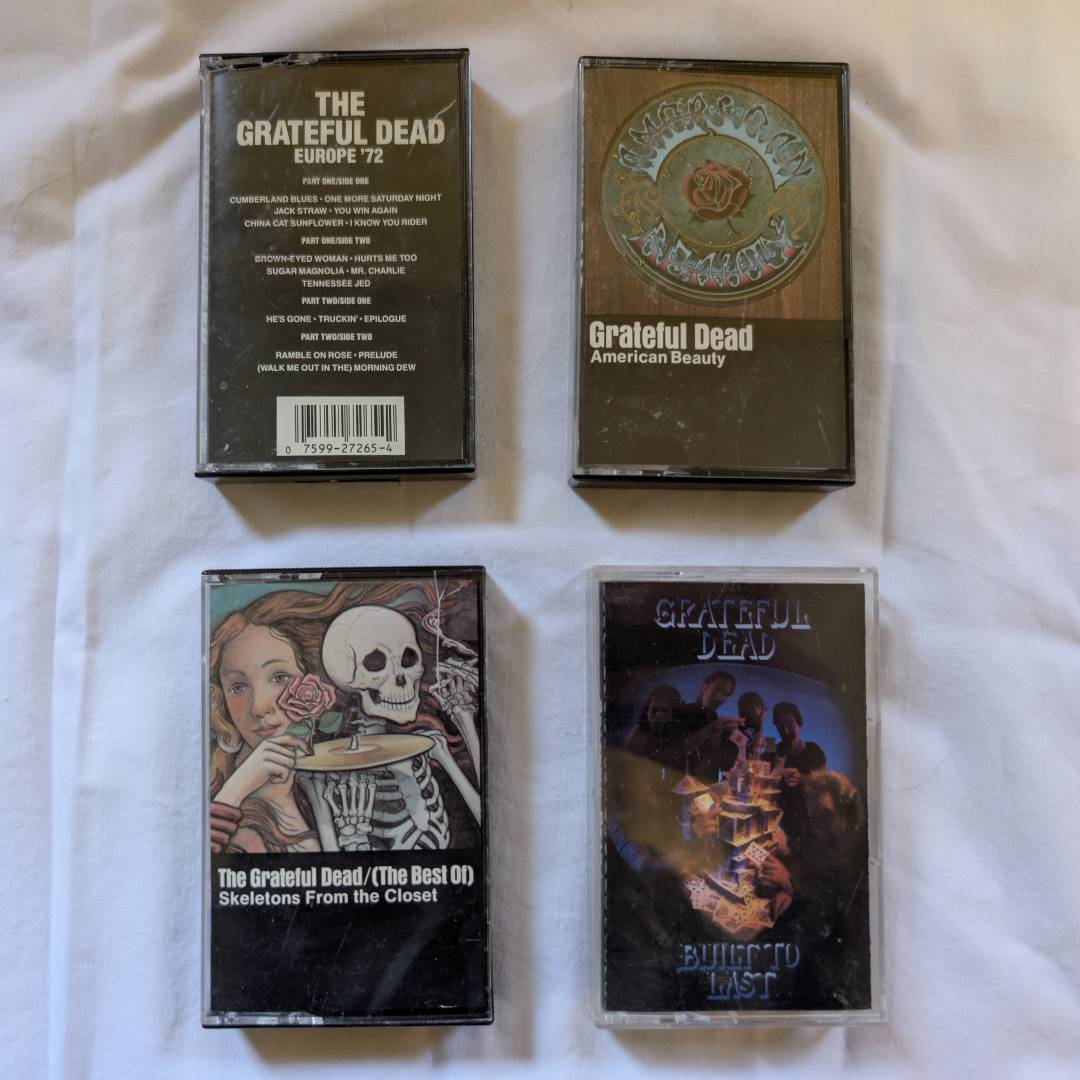 THE
GRATEFUL DEAD
EUROPE '72
PART ONE/SIDE ONE
CUMBERLAND BLUES • ONE MORE SATURDAY NIGHT
JACK STRAW • YOU WIN AGAIN
CHINA CAT SUNFLOWER • I KNOW YOU RIDER
PART ONE/SIDE TWO
BROWN-EYED WOMAN • HURTS ME TOO
SUGAR MAGNOLIA • MR. CHARLIE
TENNESSEE JED
PART TWO/SIDE ONE
HE'S GONE • TRUCKIN' • EPILOGUE
PART TWO/SIDE TWO
RAMBLE ON ROSE • PRELUDE
(WALK ME OUT IN THE) MORNING DEW
0 7599-27265-4
AMERICAN
BEAUTY
Grateful Dead
American Beauty
The Grateful Dead/(The Best Of)
Skeletons From the Closet
GRATEFUL
DEAD
BUILT TO
LAST